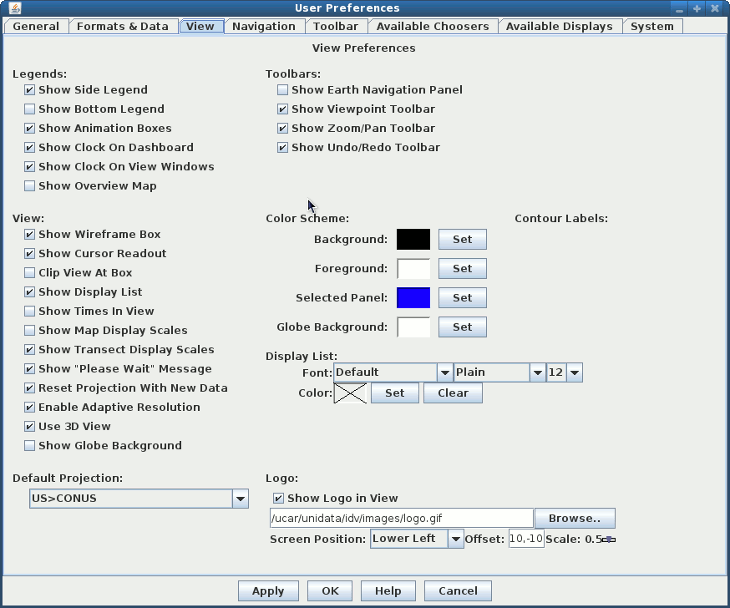 User Preferences
General Formats & Data View Navigation Toolbar Available Choosers Available Displays System
View Preferences
Legends:
Show Side Legend
Show Bottom Legend
Show Animation Boxes
Show Clock On Dashboard
Show Clock On View Windows
Show Overview Map
Toolbars:
Show Earth Navigation Panel
Show Viewpoint Toolbar
Show Zoom/Pan Toolbar
Show Undo/Redo Toolbar
View:
Show Wireframe Box
Show Cursor Readout
Clip View At Box
Show Display List
Show Times In View
Show Map Display Scales
Show Transect Display Scales
Show "Please Wait" Message
Reset Projection With New Data
Enable Adaptive Resolution
Use 3D View
Show Globe Background
Color Scheme:
Background: Set
Foreground: Set
Selected Panel: Set
Globe Background: Set
Contour Labels:
Display List:
Font: Default Plain 12
Color: Set Clear
Default Projection:
US>CONUS
Logo:
Show Logo in View
/ucar/unidata/idv/images/logo.gif Browse..
Screen Position: Lower Left Offset: 10,-10 Scale: 0.5
Apply OK Help Cancel